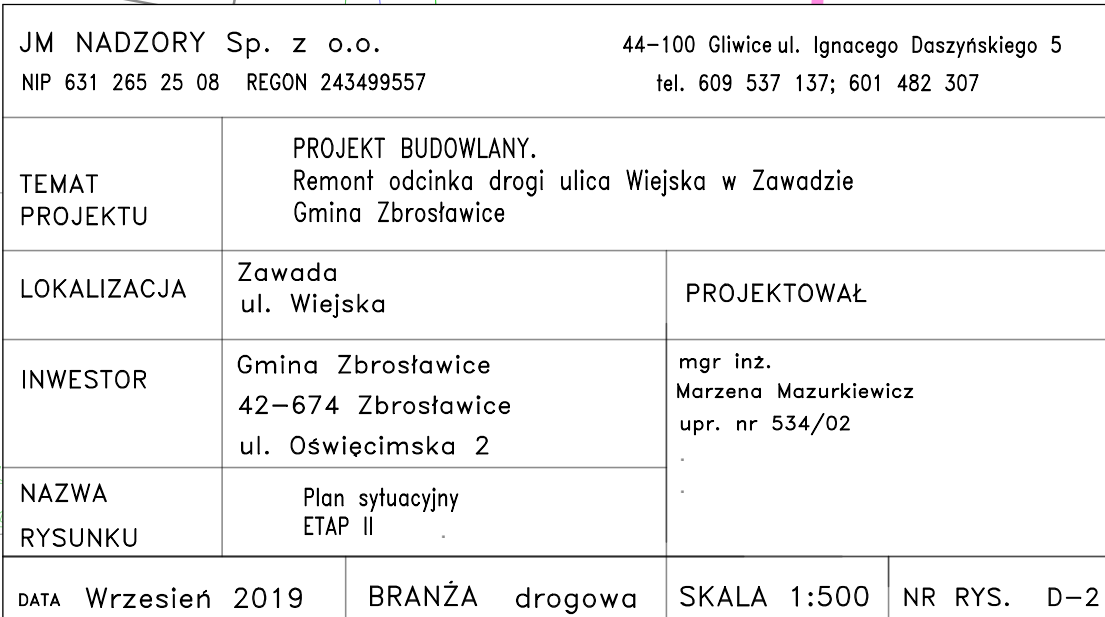 JM NADZORY Sp. z o.o.
44-100 Gliwice ul. Ignacego Daszyńskiego 5
NIP 631 265 25 08 REGON 243499557
tel. 609 537 137; 601 482 307
TEMAT
PROJEKTU
PROJEKT BUDOWLANY.
Remont odcinka drogi ulica Wiejska w Zawadzie
Gmina Zbrosławice
LOKALIZACJA
Zawada
ul. Wiejska
PROJEKTOWAŁ
INWESTOR
Gmina Zbrosławice
42-674 Zbrosławice
ul. Oświęcimska 2
mgr inż.
Marzena Mazurkiewicz
upr. nr 534/02
.
.
NAZWA
RYSUNKU
Plan sytuacyjny
ETAP II
DATA Wrzesień 2019
BRANŻA drogowa
SKALA 1:500
NR RYS. D-2